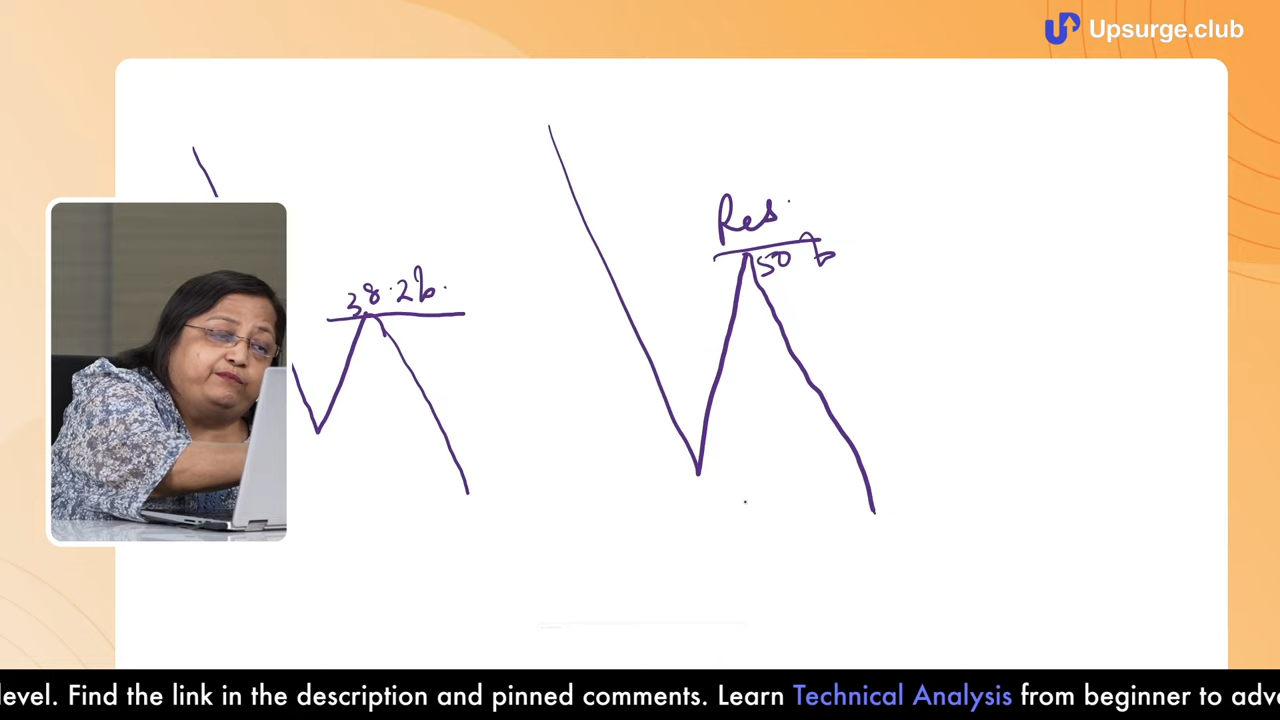 Upsurge.club
Res.
50 %
38.2%.
level. Find the link in the description and pinned comments. Learn Technical Analysis from beginner to adva